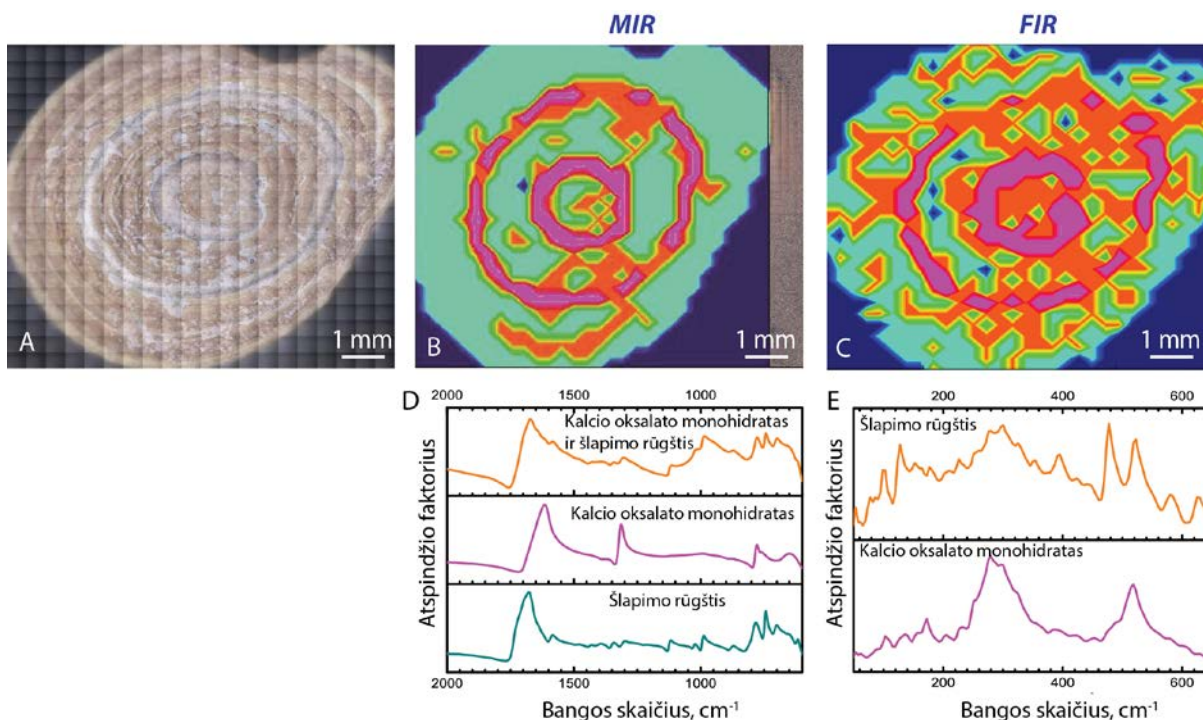 MIR
FIR
A
1 mm
B
1 mm
C
1 mm
D
2000
1500
1000
Kalcio oksalato monohidratas
ir šlapimo rūgštis
Kalcio oksalato monohidratas
Šlapimo rūgštis
Atspindžio faktorius
2000
1500
1000
Bangos skaičius, cm⁻¹
E
200
400
600
Šlapimo rūgštis
Kalcio oksalato monohidratas
Atspindžio faktorius
200
400
600
Bangos skaičius, cm⁻¹